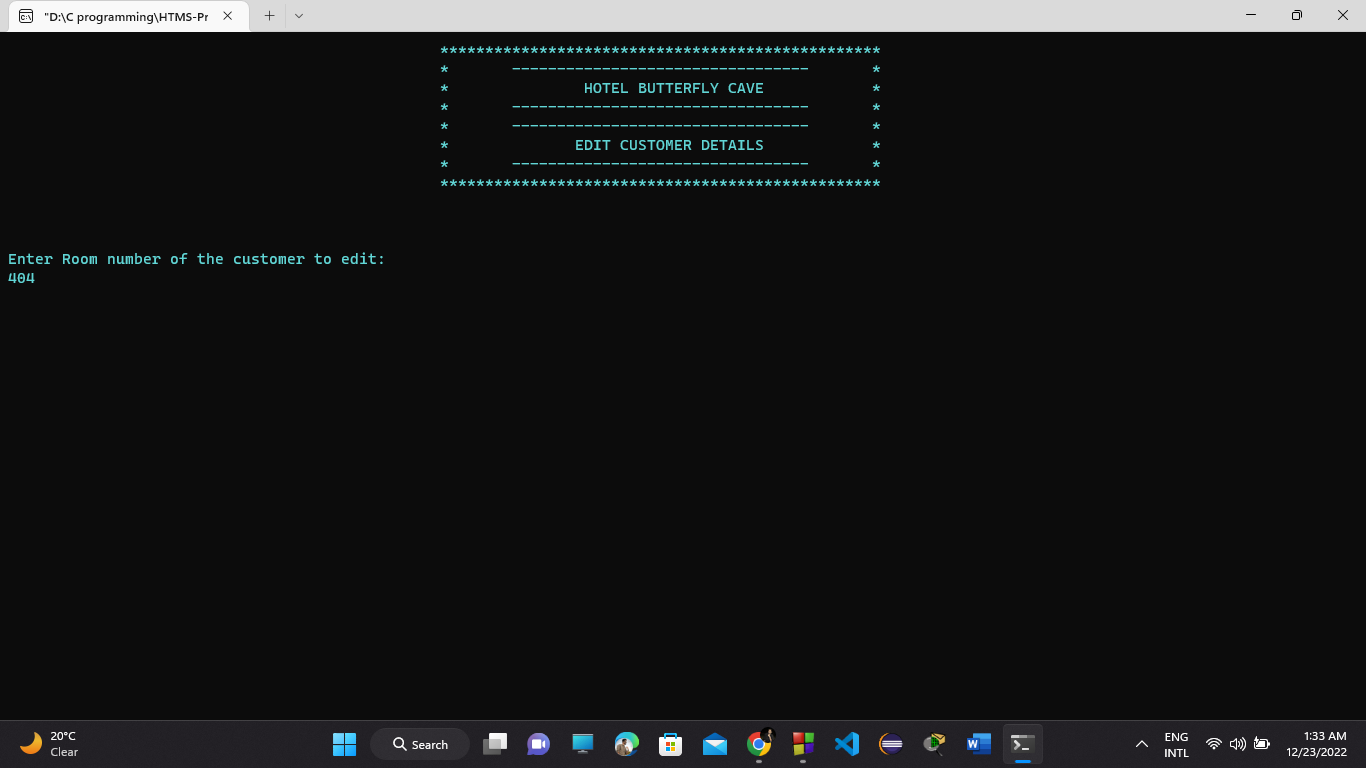 "D:\C programming\HTMS-Pr
*************************************************
* --------------------------------- *
* HOTEL BUTTERFLY CAVE *
* --------------------------------- *
* --------------------------------- *
* EDIT CUSTOMER DETAILS *
* --------------------------------- *
*************************************************
Enter Room number of the customer to edit:
404
20°C
Clear
Search
ENG
INTL
1:33 AM
12/23/2022